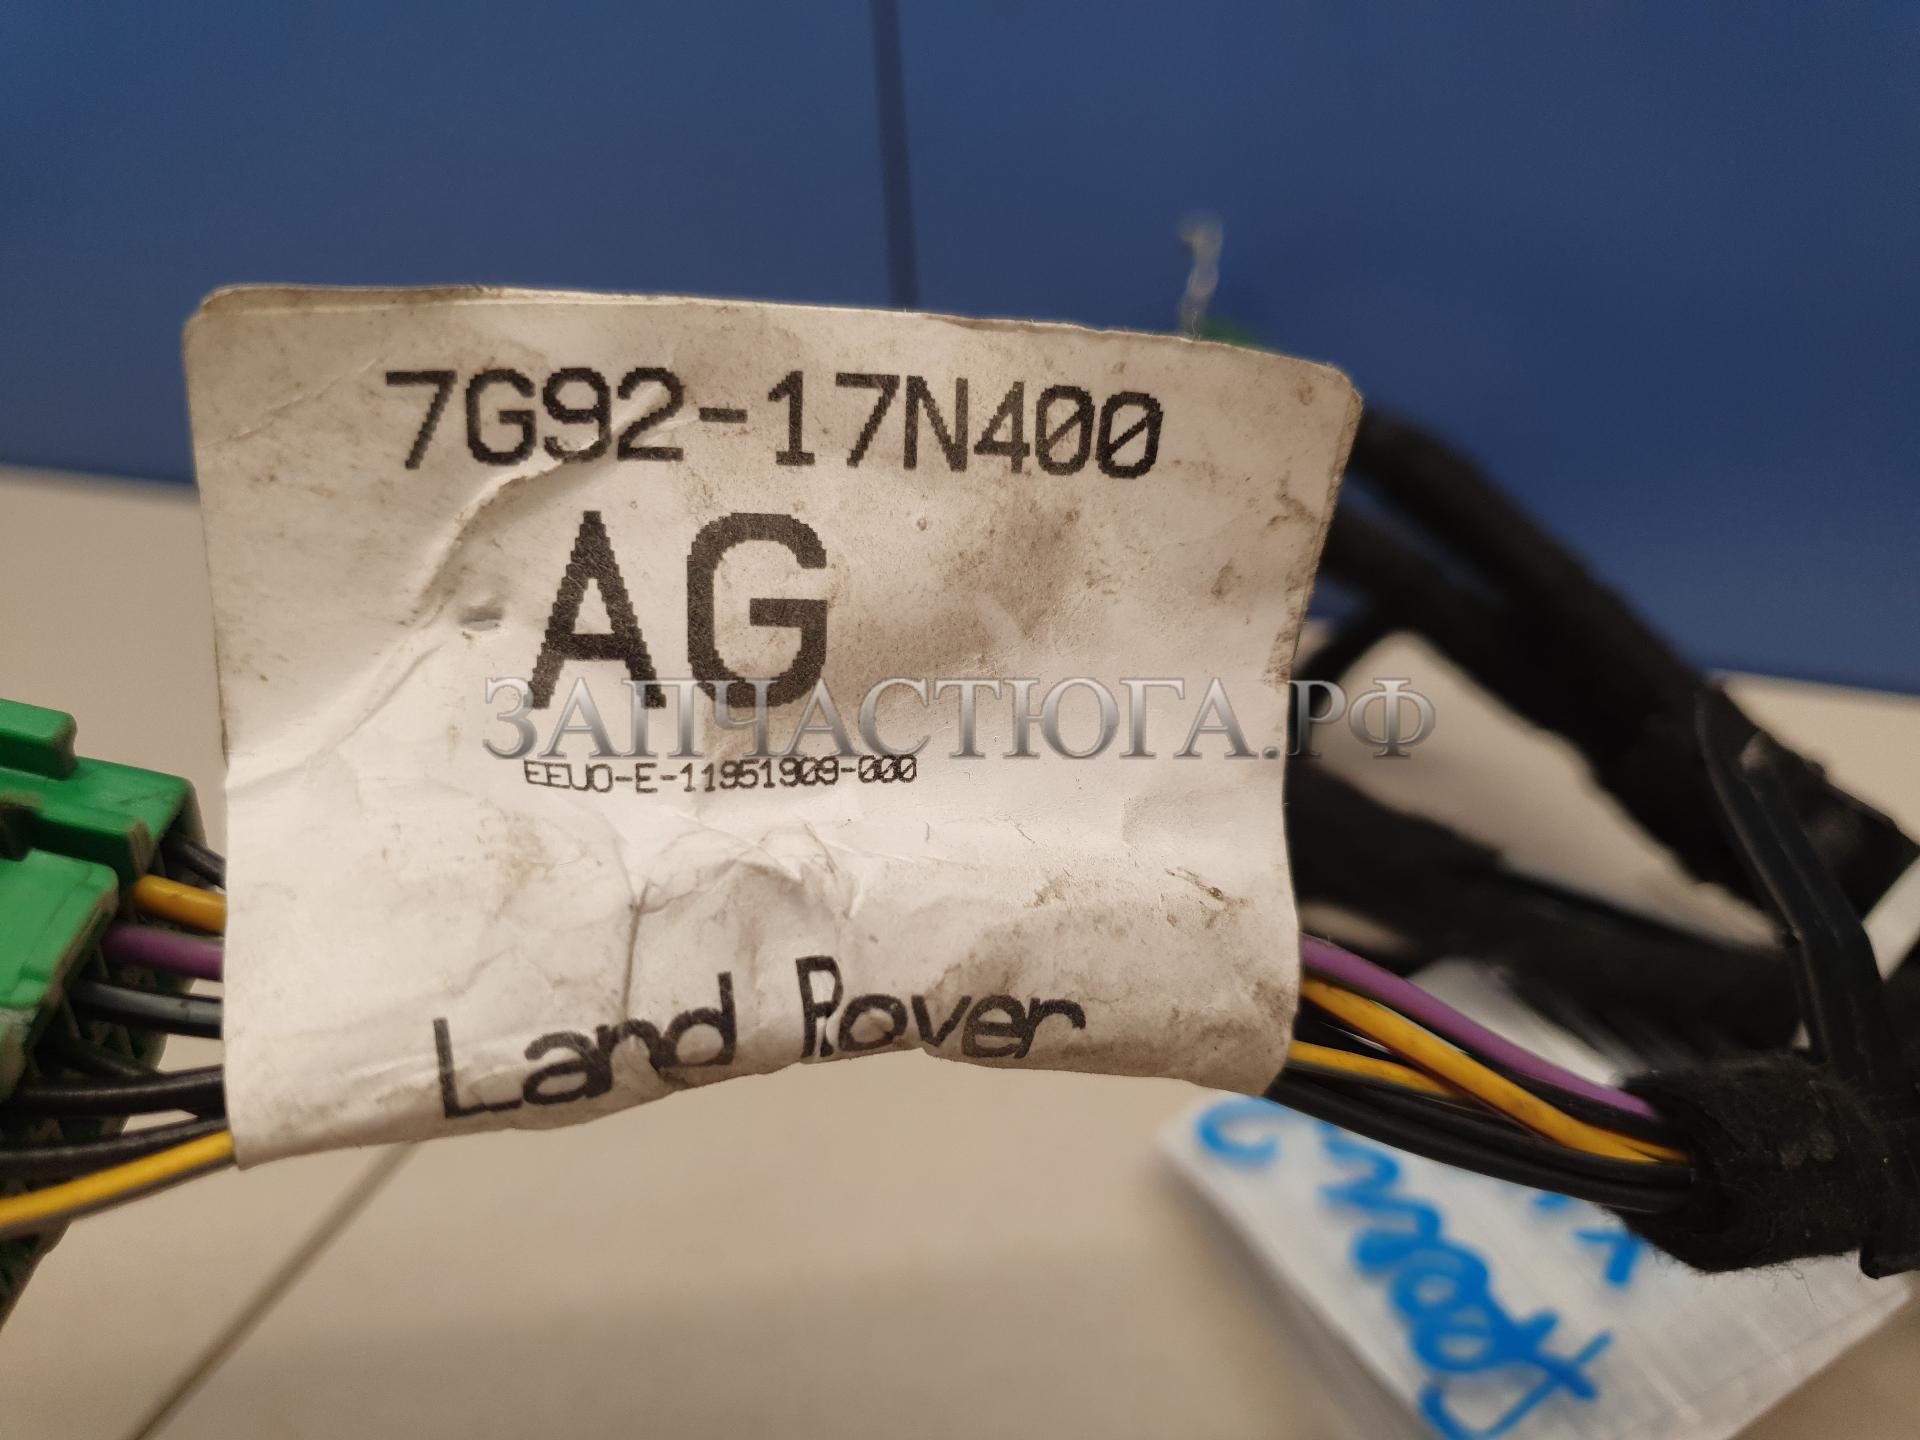 7G92-17N400
AG
ЗАПЧАСТЮГА.РФ
EEUO-E-11951909-000
Land Rover